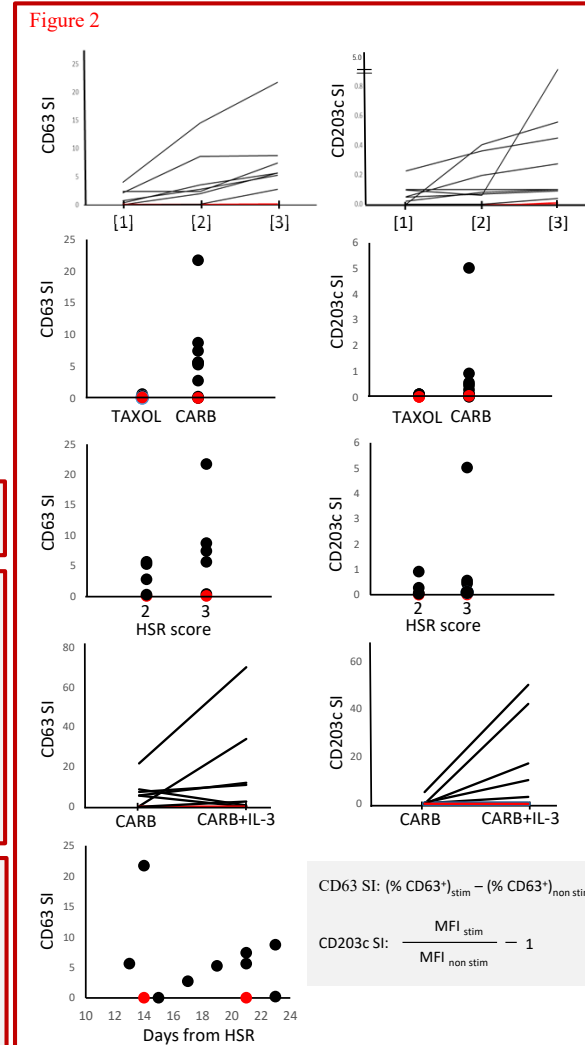 Figure 2
CD63 SI
25
20
15
10
5
0
[1] [2] [3]
CD203c SI
5.0
0.8
0.6
0.4
0.2
0.0
[1] [2] [3]
CD63 SI
25
20
15
10
5
0
TAXOL CARB
CD203c SI
6
5
4
3
2
1
0
TAXOL CARB
CD63 SI
25
20
15
10
5
0
2 3
HSR score
CD203c SI
6
5
4
3
2
1
0
2 3
HSR score
CD63 SI
80
60
40
20
0
CARB CARB+IL-3
CD203c SI
60
40
20
0
CARB CARB+IL-3
CD63 SI
25
20
15
10
5
0
10 12 14 16 18 20 22 24
Days from HSR
CD63 SI: (% CD63⁺)stim – (% CD63⁺)non stim
CD203c SI: MFI stim
MFI non stim
– 1